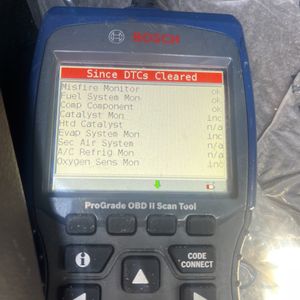 BOSCH
Since DTCs Cleared
Misfire Monitor ok
Fuel System Mon ok
Comp Component ok
Catalyst Mon inc
Htd Catalyst n/a
Evap System Mon inc
Sec Air System n/a
A/C Refrig Mon n/a
Oxygen Sens Mon inc
ProGrade OBD II Scan Tool
i
CODE
CONNECT